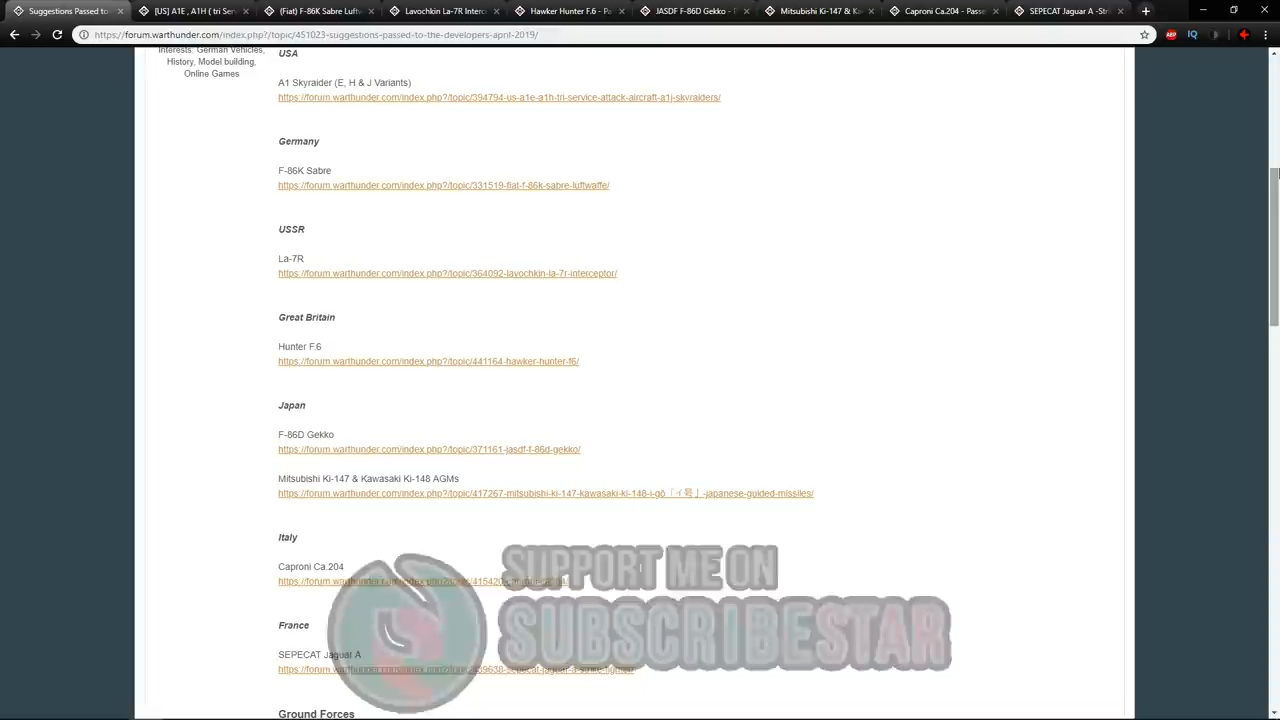 Suggestions Passed to t
[US] A1E , A1H ( tri Serv
(Fiat) F-86K Sabre Luftw
Lavochkin La-7R Interc
Hawker Hunter F.6 - Pa
JASDF F-86D Gekko -
Mitsubishi Ki-147 & Ka
Caproni Ca.204 - Passe
SEPECAT Jaguar A -Stri
https://forum.warthunder.com/index.php?/topic/451023-suggestions-passed-to-the-developers-april-2019/
Interests: German Vehicles,
History, Model building,
Online Games
USA
A1 Skyraider (E, H & J Variants)
https://forum.warthunder.com/index.php?/topic/394794-us-a1e-a1h-tri-service-attack-aircraft-a1j-skyraiders/
Germany
F-86K Sabre
https://forum.warthunder.com/index.php?/topic/331519-fiat-f-86k-sabre-luftwaffe/
USSR
La-7R
https://forum.warthunder.com/index.php?/topic/364092-lavochkin-la-7r-interceptor/
Great Britain
Hunter F.6
https://forum.warthunder.com/index.php?/topic/441164-hawker-hunter-f6/
Japan
F-86D Gekko
https://forum.warthunder.com/index.php?/topic/371161-jasdf-f-86d-gekko/
Mitsubishi Ki-147 & Kawasaki Ki-148 AGMs
https://forum.warthunder.com/index.php?/topic/417267-mitsubishi-ki-147-kawasaki-ki-148-i-gō「イ号」-japanese-guided-missiles/
Italy
Caproni Ca.204
SUPPORT ME ON
SUBSCRIBESTAR
France
SEPECAT Jaguar A
Ground Forces